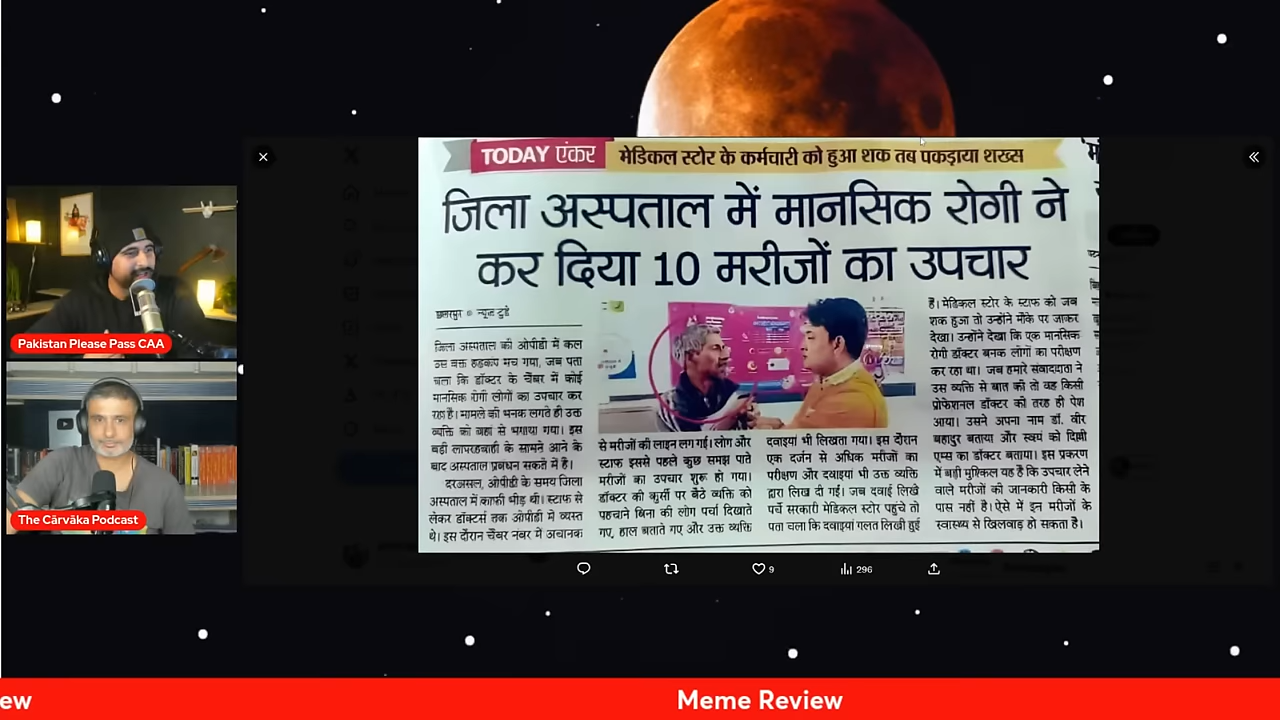 TODAY एंकर
मेडिकल स्टोर के कर्मचारी को हुआ शक तब पकड़ाया शख्स
जिला अस्पताल में मानसिक रोगी ने
कर दिया 10 मरीजों का उपचार
छतरपुर ● न्यूज टुडे
जिला अस्पताल की ओपीडी में कल
उस वक्त हड़कंप मच गया, जब पता
चला कि डॉक्टर के चैंबर में कोई
मानसिक रोगी लोगों का उपचार कर
रहा है। मामले की भनक लगते ही उक्त
व्यक्ति को वहां से भगाया गया। इस
बड़ी लापरवाही के सामने आने के
बाद अस्पताल प्रबंधन सकते में है।
दरअसल, ओपीडी के समय जिला
अस्पताल में काफी भीड़ थी। स्टाफ से
लेकर डॉक्टर्स तक ओपीडी में व्यस्त
थे। इस दौरान चैंबर नंबर में अचानक
से मरीजों की लाइन लग गई। लोग और
स्टाफ इससे पहले कुछ समझ पाते
मरीजों का उपचार शुरू हो गया।
डॉक्टर की कुर्सी पर बैठे व्यक्ति को
पहचाने बिना की लोग पर्चा दिखाते
गए, हाल बताते गए और उक्त व्यक्ति
दवाइयां भी लिखता गया। इस दौरान
एक दर्जन से अधिक मरीजों का
परीक्षण और दवाइयां भी उक्त व्यक्ति
द्वारा लिख दी गई। जब दवाई लिखे
पर्चे सरकारी मेडिकल स्टोर पहुंचे तो
पता चला कि दवाइयां गलत लिखी हुई
हैं। मेडिकल स्टोर के स्टाफ को जब
शक हुआ तो उन्होंने मौके पर जाकर
देखा। उन्होंने देखा कि एक मानसिक
रोगी डॉक्टर बनक लोगों का परीक्षण
कर रहा था। जब हमारे संवाददाता ने
उस व्यक्ति से बात की तो वह किसी
प्रोफेशनल डॉक्टर की तरह ही पेश
आया। उसने अपना नाम डॉ. वीर
बहादुर बताया और स्वयं को दिल्ली
एम्स का डॉक्टर बताया। इस प्रकरण
में बड़ी मुश्किल यह है कि उपचार लेने
वाले मरीजों की जानकारी किसी के
पास नहीं है। ऐसे में इन मरीजों के
स्वास्थ्य से खिलवाड़ हो सकता है।
9
296
Pakistan Please Pass CAA
The Cārvāka Podcast
ew
Meme Review